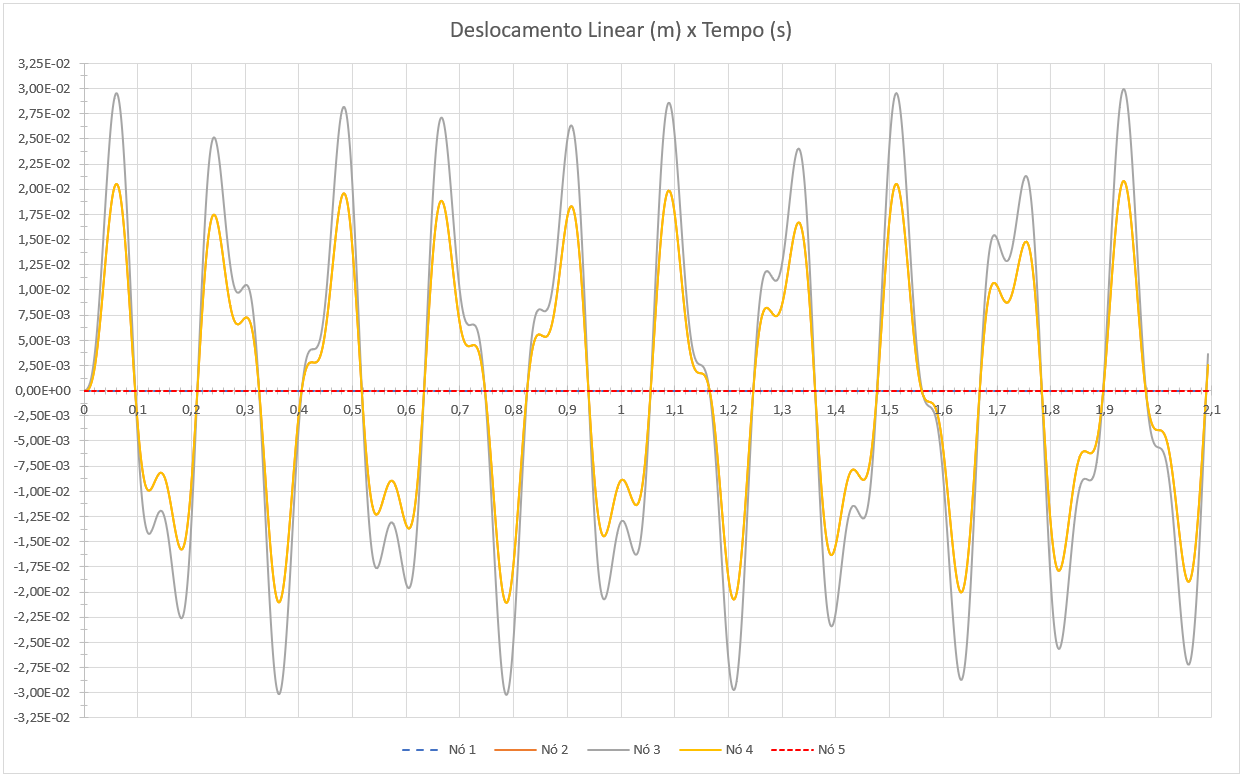 Deslocamento Linear (m) x Tempo (s)
3,25E-02
3,00E-02
2,75E-02
2,50E-02
2,25E-02
2,00E-02
1,75E-02
1,50E-02
1,25E-02
1,00E-02
7,50E-03
5,00E-03
2,50E-03
0,00E+00
0 0,1 0,2 0,3 0,4 0,5 0,6 0,7 0,8 0,9 1 1,1 1,2 1,3 1,4 1,5 1,6 1,7 1,8 1,9 2 2,1
-2,50E-03
-5,00E-03
-7,50E-03
-1,00E-02
-1,25E-02
-1,50E-02
-1,75E-02
-2,00E-02
-2,25E-02
-2,50E-02
-2,75E-02
-3,00E-02
-3,25E-02
Nó 1 Nó 2 Nó 3 Nó 4 Nó 5